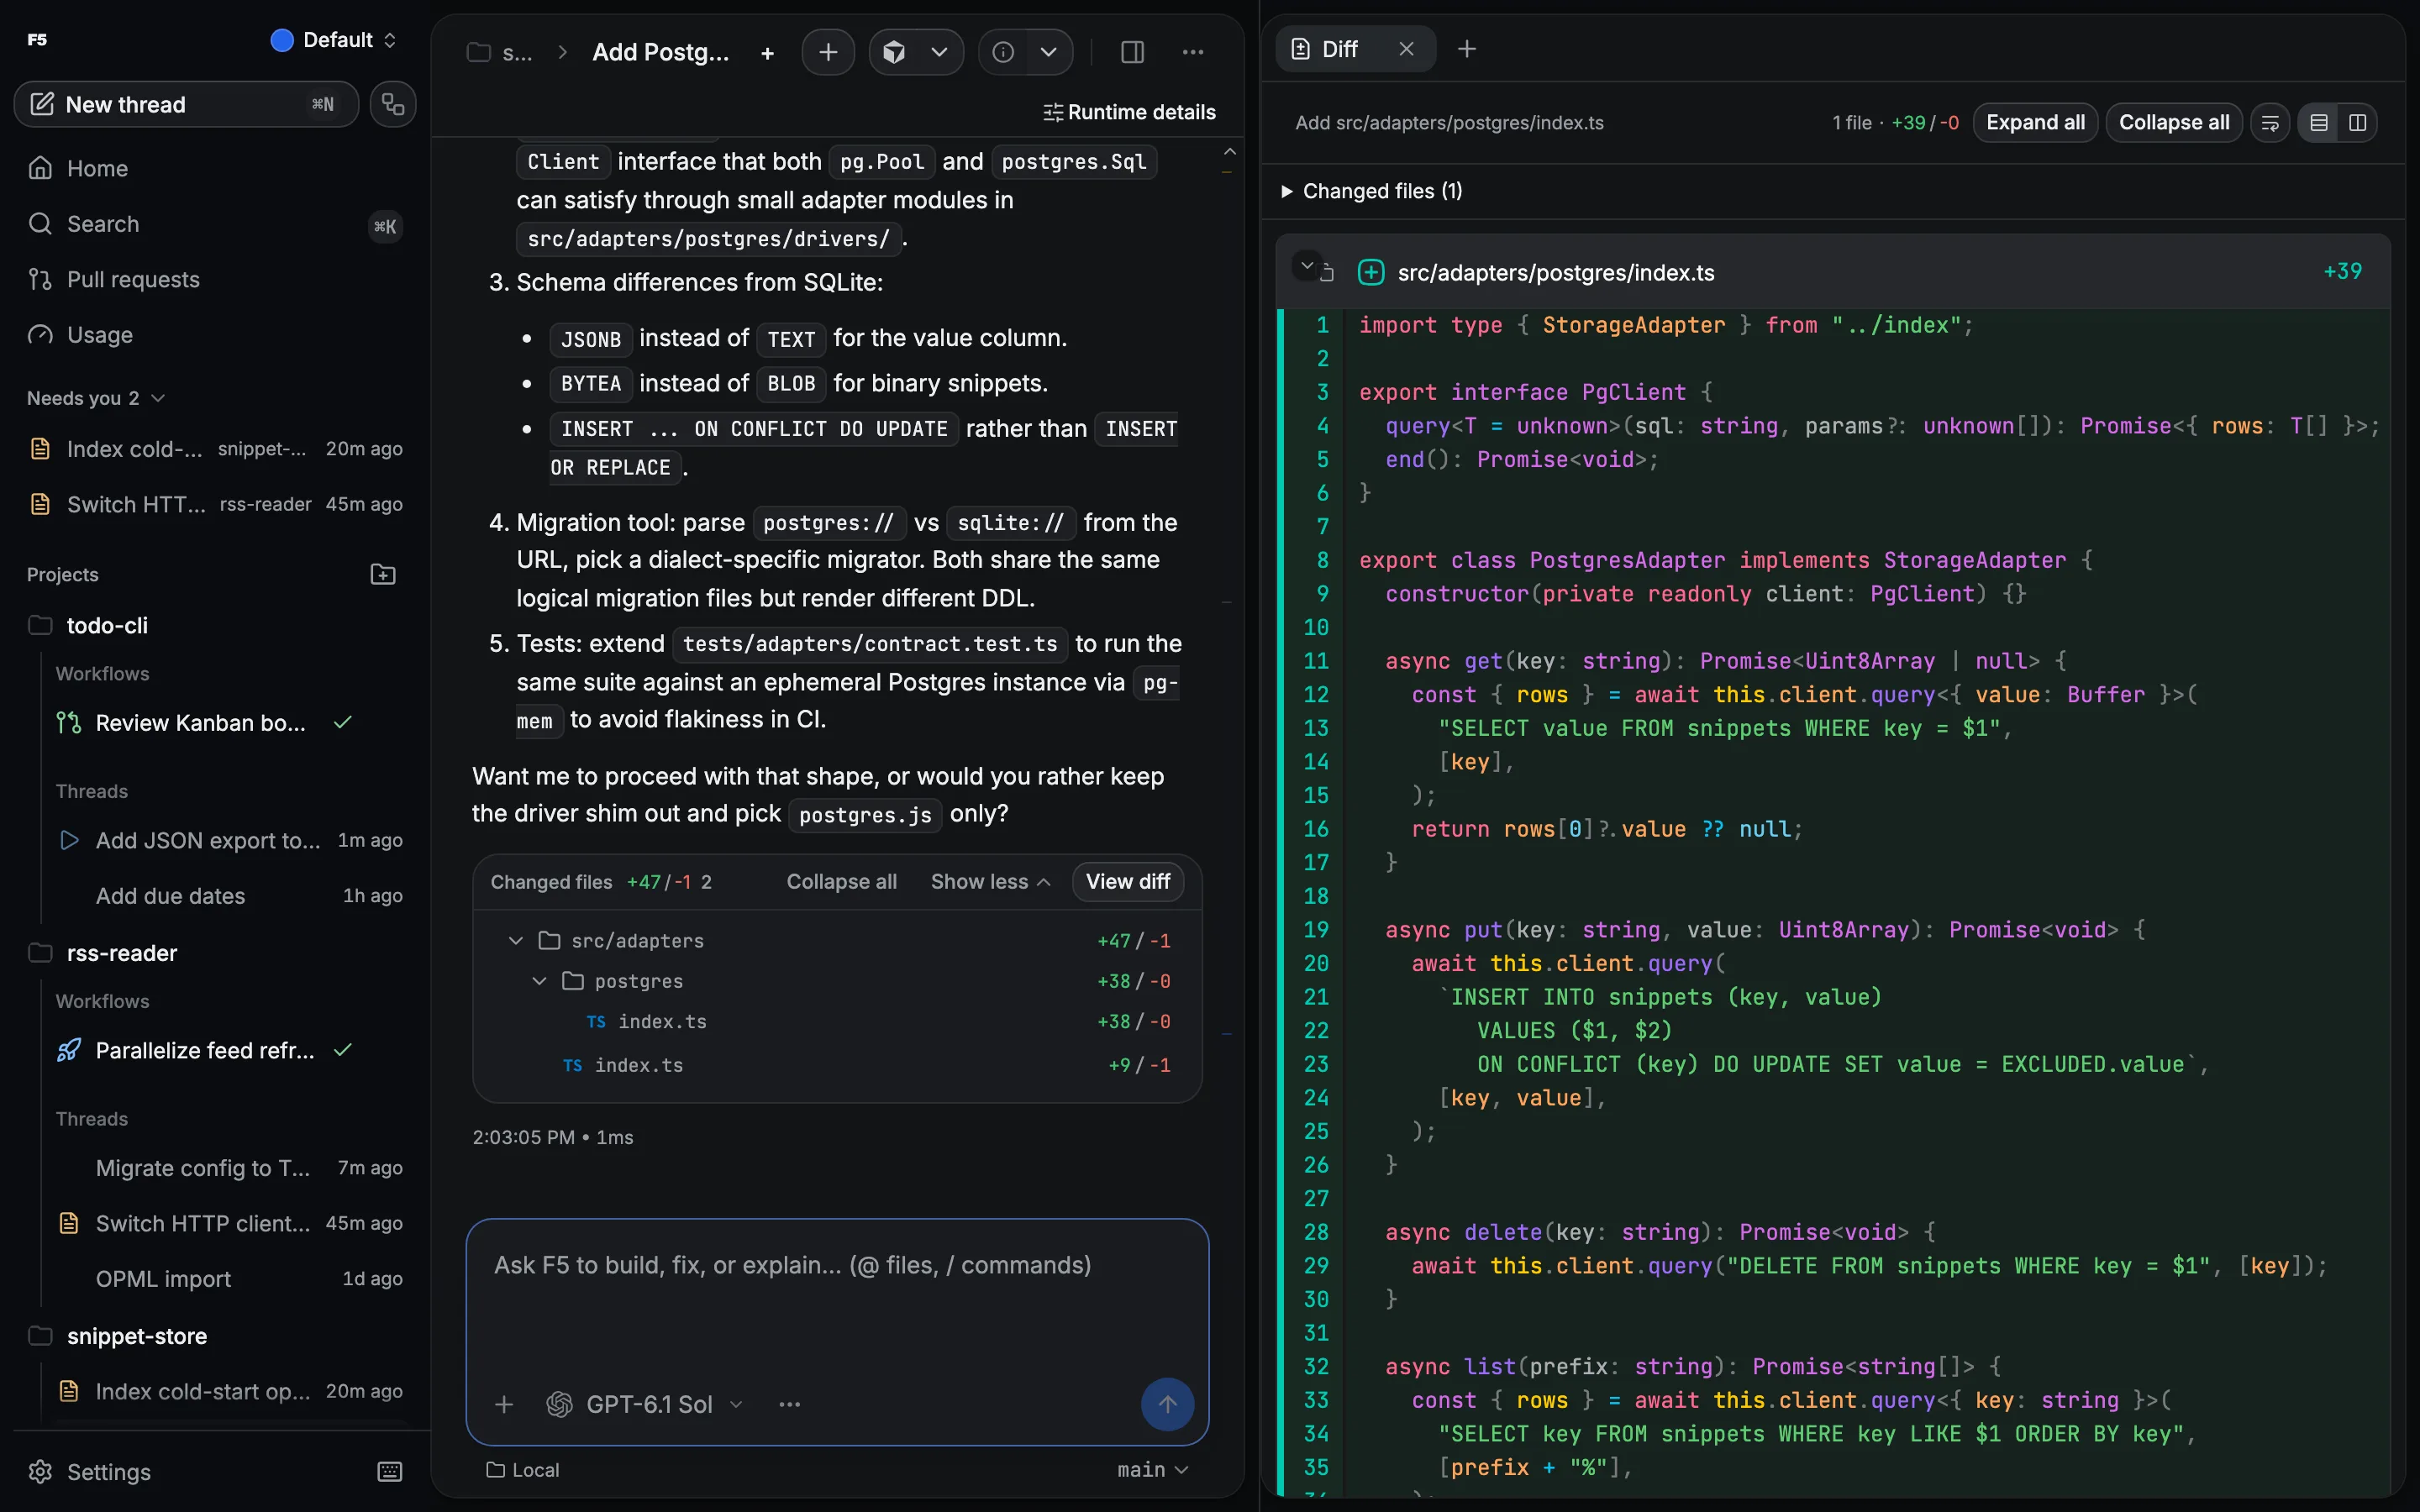 F5
Default
New thread ⌘N
Home
Search ⌘K
Pull requests
Usage
Needs you 2
Index cold-... snippet-... 20m ago
Switch HTT... rss-reader 45m ago
Projects
todo-cli
Workflows
Review Kanban bo...
Threads
Add JSON export to... 1m ago
Add due dates 1h ago
rss-reader
Workflows
Parallelize feed refr...
Threads
Migrate config to T... 7m ago
Switch HTTP client... 45m ago
OPML import 1d ago
snippet-store
Index cold-start op... 20m ago
Settings
s... Add Postg... +
Runtime details
Client interface that both pg.Pool and postgres.Sql
can satisfy through small adapter modules in
src/adapters/postgres/drivers/ .
3. Schema differences from SQLite:
• JSONB instead of TEXT for the value column.
• BYTEA instead of BLOB for binary snippets.
• INSERT ... ON CONFLICT DO UPDATE rather than INSERT
OR REPLACE .
4. Migration tool: parse postgres:// vs sqlite:// from the
URL, pick a dialect-specific migrator. Both share the same
logical migration files but render different DDL.
5. Tests: extend tests/adapters/contract.test.ts to run the
same suite against an ephemeral Postgres instance via pg-
mem to avoid flakiness in CI.
Want me to proceed with that shape, or would you rather keep
the driver shim out and pick postgres.js only?
Changed files +47/-1 2 Collapse all Show less View diff
src/adapters +47/-1
postgres +38/-0
TS index.ts +38/-0
TS index.ts +9/-1
2:03:05 PM • 1ms
Ask F5 to build, fix, or explain... (@ files, / commands)
GPT-6.1 Sol
Local main
Diff
Add src/adapters/postgres/index.ts 1 file · +39/-0 Expand all Collapse all
Changed files (1)
src/adapters/postgres/index.ts +39
1 import type { StorageAdapter } from "../index";
2
3 export interface PgClient {
4 query<T = unknown>(sql: string, params?: unknown[]): Promise<{ rows: T[] }>;
5 end(): Promise<void>;
6 }
7
8 export class PostgresAdapter implements StorageAdapter {
9 constructor(private readonly client: PgClient) {}
10
11 async get(key: string): Promise<Uint8Array | null> {
12 const { rows } = await this.client.query<{ value: Buffer }>(
13 "SELECT value FROM snippets WHERE key = $1",
14 [key],
15 );
16 return rows[0]?.value ?? null;
17 }
18
19 async put(key: string, value: Uint8Array): Promise<void> {
20 await this.client.query(
21 `INSERT INTO snippets (key, value)
22 VALUES ($1, $2)
23 ON CONFLICT (key) DO UPDATE SET value = EXCLUDED.value`,
24 [key, value],
25 );
26 }
27
28 async delete(key: string): Promise<void> {
29 await this.client.query("DELETE FROM snippets WHERE key = $1", [key]);
30 }
31
32 async list(prefix: string): Promise<string[]> {
33 const { rows } = await this.client.query<{ key: string }>(
34 "SELECT key FROM snippets WHERE key LIKE $1 ORDER BY key",
35 [prefix + "%"],